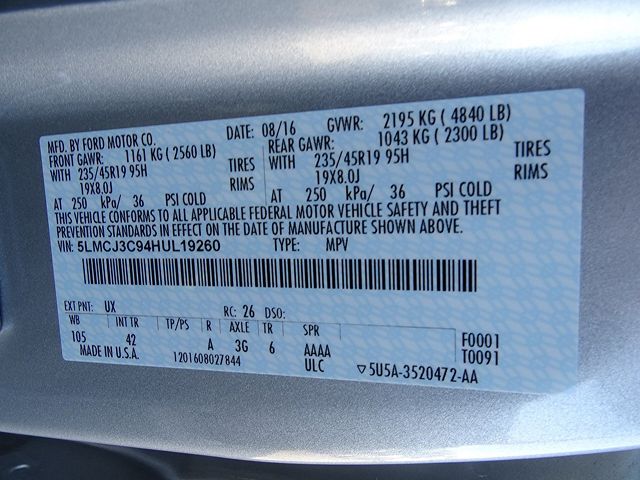 MFD. BY FORD MOTOR CO. DATE: 08/16 GVWR: 2195 KG ( 4840 LB)
FRONT GAWR: 1161 KG ( 2560 LB) REAR GAWR: 1043 KG ( 2300 LB)
WITH 235/45R19 95H TIRES WITH 235/45R19 95H TIRES
19X8.0J RIMS 19X8.0J RIMS
AT 250 kPa/ 36 PSI COLD AT 250 kPa/ 36 PSI COLD
THIS VEHICLE CONFORMS TO ALL APPLICABLE FEDERAL MOTOR VEHICLE SAFETY AND THEFT
PREVENTION STANDARDS IN EFFECT ON THE DATE OF MANUFACTURE SHOWN ABOVE.
VIN: 5LMCJ3C94HUL19260 TYPE: MPV
EXT PNT: UX RC: 26 DSO:
WB INT TR TP/PS R AXLE TR SPR F0001
105 42 A 3G 6 AAAA T0091
MADE IN U.S.A. 1201608027844 ULC ▽5U5A-3520472-AA